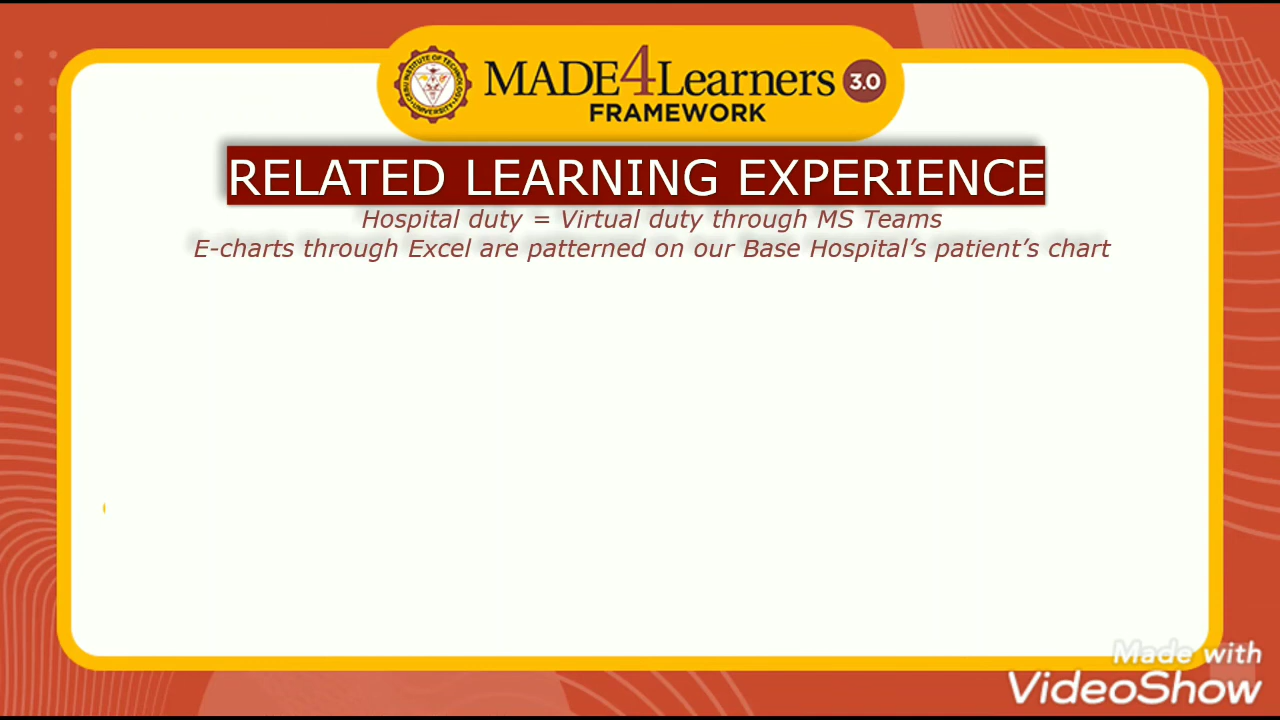 MADE4Learners 3.0
FRAMEWORK
RELATED LEARNING EXPERIENCE
Hospital duty = Virtual duty through MS Teams
E-charts through Excel are patterned on our Base Hospital's patient's chart
Made with
VideoShow